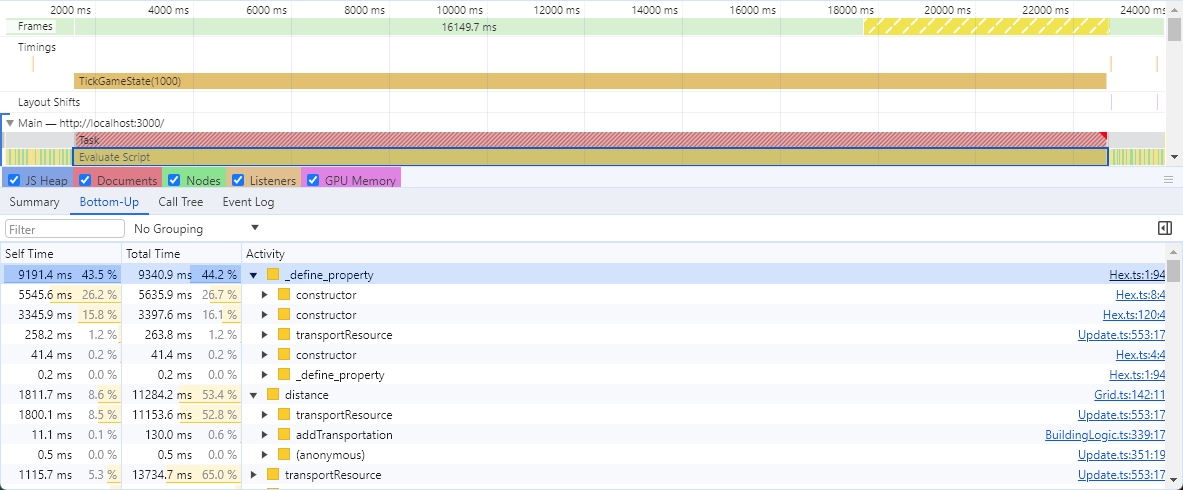 2000 ms 4000 ms 6000 ms 8000 ms 10000 ms 12000 ms 14000 ms 16000 ms 18000 ms 20000 ms 22000 ms 24000 ms
Frames 16149.7 ms
Timings
TickGameState(1000)
Layout Shifts
Main — http://localhost:3000/
Task
Evaluate Script
JS Heap Documents Nodes Listeners GPU Memory
Summary Bottom-Up Call Tree Event Log
Filter No Grouping
Self Time Total Time Activity
9191.4 ms 43.5 % 9340.9 ms 44.2 % _define_property Hex.ts:1:94
5545.6 ms 26.2 % 5635.9 ms 26.7 % constructor Hex.ts:8:4
3345.9 ms 15.8 % 3397.6 ms 16.1 % constructor Hex.ts:120:4
258.2 ms 1.2 % 263.8 ms 1.2 % transportResource Update.ts:553:17
41.4 ms 0.2 % 41.4 ms 0.2 % constructor Hex.ts:4:4
0.2 ms 0.0 % 0.2 ms 0.0 % _define_property Hex.ts:1:94
1811.7 ms 8.6 % 11284.2 ms 53.4 % distance Grid.ts:142:11
1800.1 ms 8.5 % 11153.6 ms 52.8 % transportResource Update.ts:553:17
11.1 ms 0.1 % 130.0 ms 0.6 % addTransportation BuildingLogic.ts:339:17
0.5 ms 0.0 % 0.5 ms 0.0 % (anonymous) Update.ts:351:19
1115.7 ms 5.3 % 13734.7 ms 65.0 % transportResource Update.ts:553:17